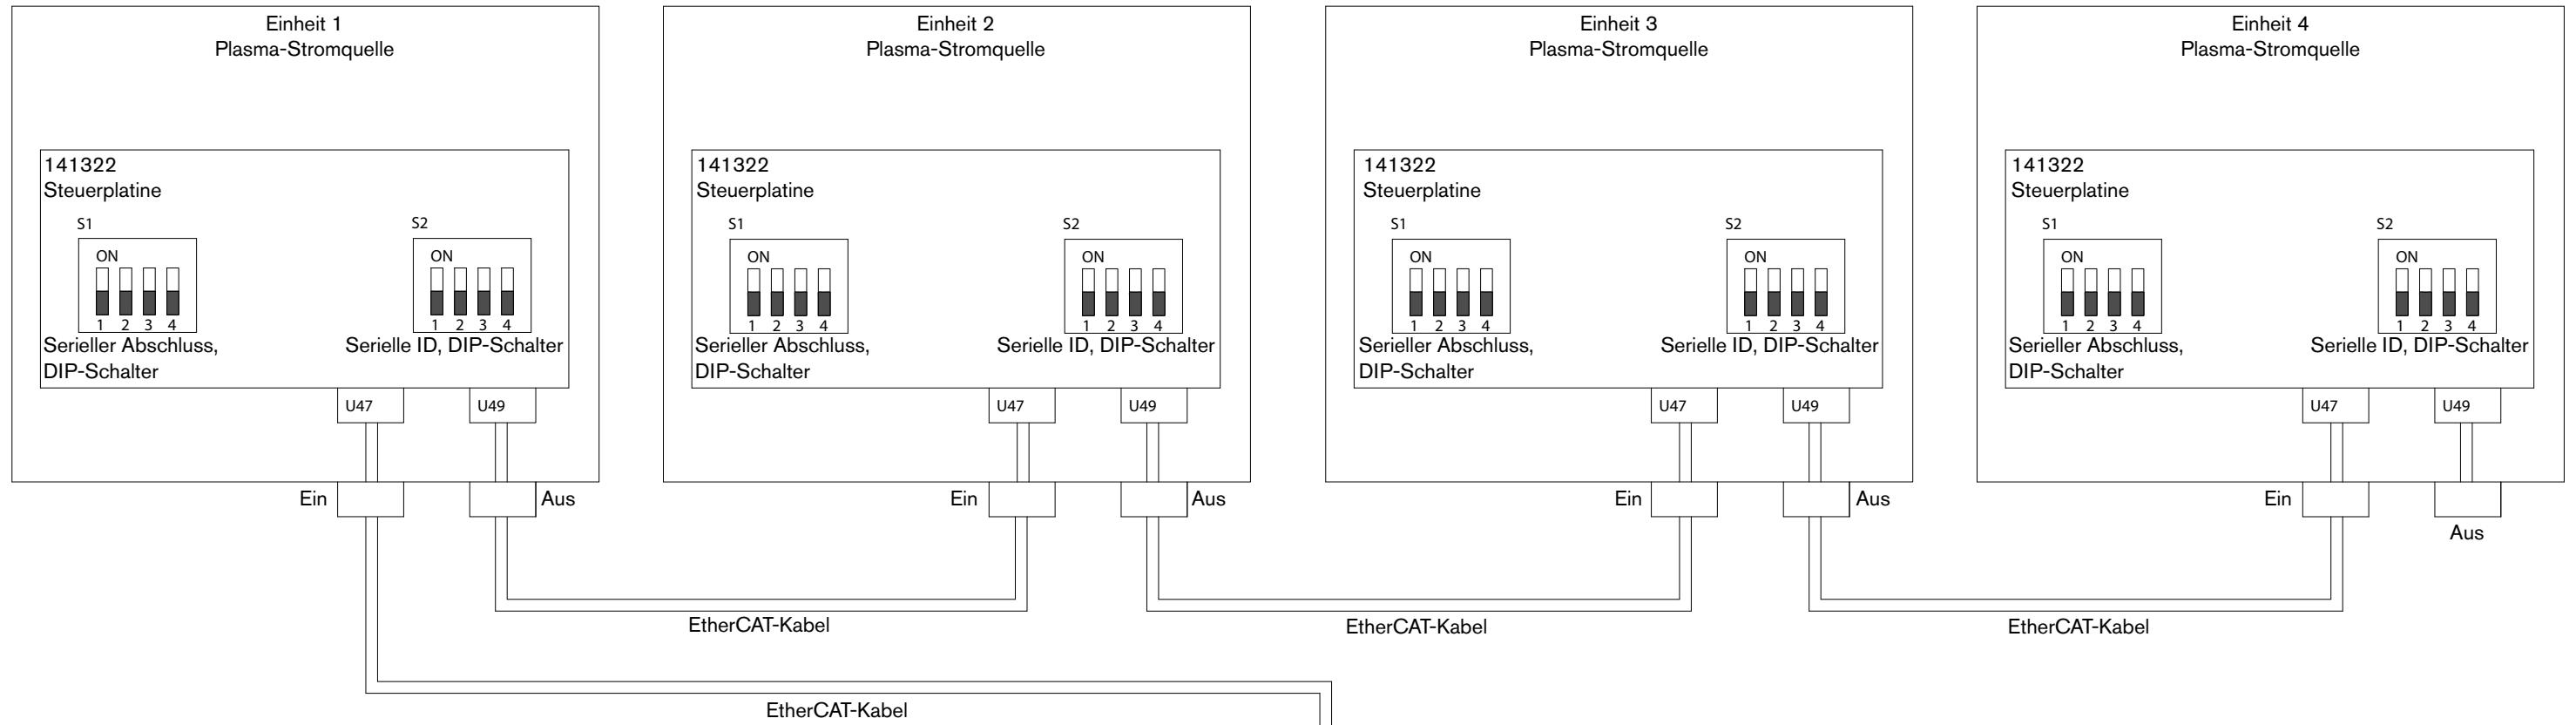 Einheit 1
Plasma-Stromquelle
141322
Steuerplatine
S1
ON
1 2 3 4
Serieller Abschluss,
DIP-Schalter
S2
ON
1 2 3 4
Serielle ID, DIP-Schalter
U47
U49
Ein
Aus
Einheit 2
Plasma-Stromquelle
141322
Steuerplatine
S1
ON
1 2 3 4
Serieller Abschluss,
DIP-Schalter
S2
ON
1 2 3 4
Serielle ID, DIP-Schalter
U47
U49
Ein
Aus
Einheit 3
Plasma-Stromquelle
141322
Steuerplatine
S1
ON
1 2 3 4
Serieller Abschluss,
DIP-Schalter
S2
ON
1 2 3 4
Serielle ID, DIP-Schalter
U47
U49
Ein
Aus
Einheit 4
Plasma-Stromquelle
141322
Steuerplatine
S1
ON
1 2 3 4
Serieller Abschluss,
DIP-Schalter
S2
ON
1 2 3 4
Serielle ID, DIP-Schalter
U47
U49
Ein
Aus
EtherCAT-Kabel
EtherCAT-Kabel
EtherCAT-Kabel
EtherCAT-Kabel